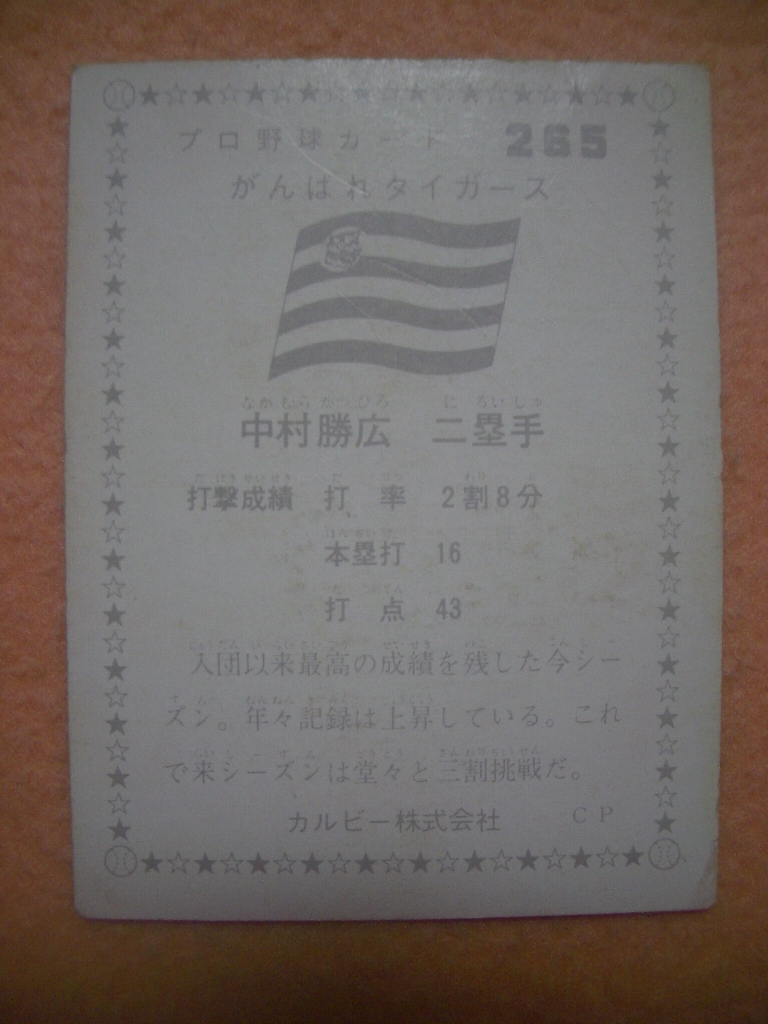 プロ野球カード 265
がんばれタイガース
中村勝広 二塁手
打撃成績 打率 2割8分
本塁打 16
打点 43
入団以来最高の成績を残した今シー
ズン。年々記録は上昇している。これ
で来シーズンは堂々と三割挑戦だ。
カルビー株式会社 C P